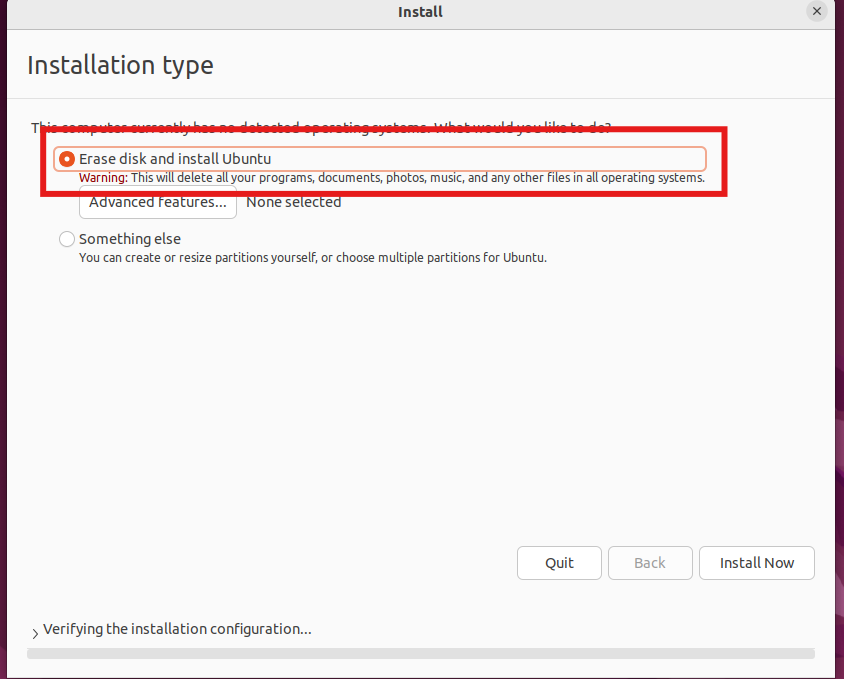 Install
Installation type
This computer currently has no detected operating systems. What would you like to do?
Erase disk and install Ubuntu
Warning: This will delete all your programs, documents, photos, music, and any other files in all operating systems.
Advanced features... None selected
Something else
You can create or resize partitions yourself, or choose multiple partitions for Ubuntu.
Quit Back Install Now
Verifying the installation configuration...